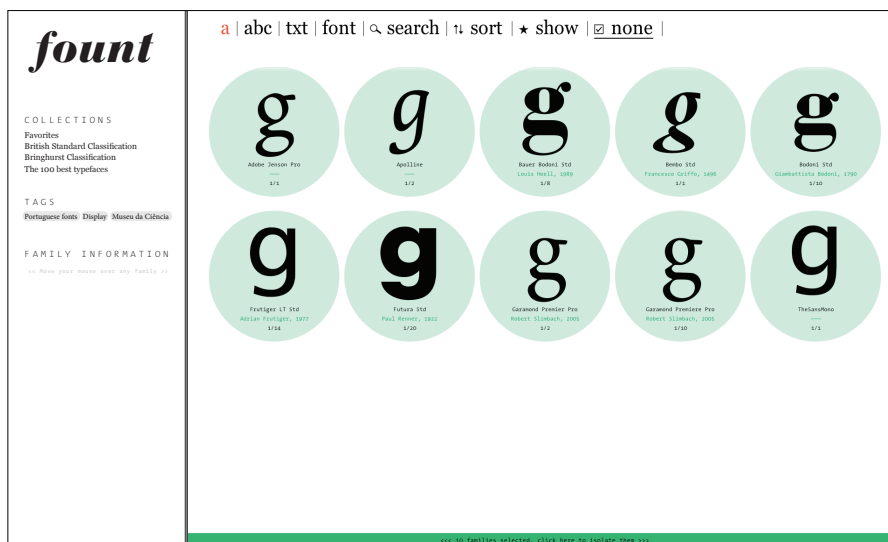 fount
COLLECTIONS
Favorites
British Standard Classification
Bringhurst Classification
The 100 best typefaces
TAGS
Portuguese fonts Display Museu da Ciência
FAMILY INFORMATION
<< Move your mouse over any family >>
a | abc | txt | font | search | ↑↓ sort | ★ show | ☑ none |
g g g g g
Adobe Jenson Pro Apolline Bauer Bodoni Std Bembo Std Bodoni Std
Louis Hoell, 1989 Francesco Griffo, 1496 Giambattista Bodoni, 1790
1/1 1/2 1/8 1/1 1/10
g g g g g
Frutiger LT Std Futura Std Garamond Premier Pro Garamond Premiere Pro TheSansMono
Adrian Frutiger, 1977 Paul Renner, 1922 Robert Slimbach, 2005 Robert Slimbach, 2005
1/14 1/20 1/2 1/10 1/1
<<< 10 families selected, click here to isolate them >>>